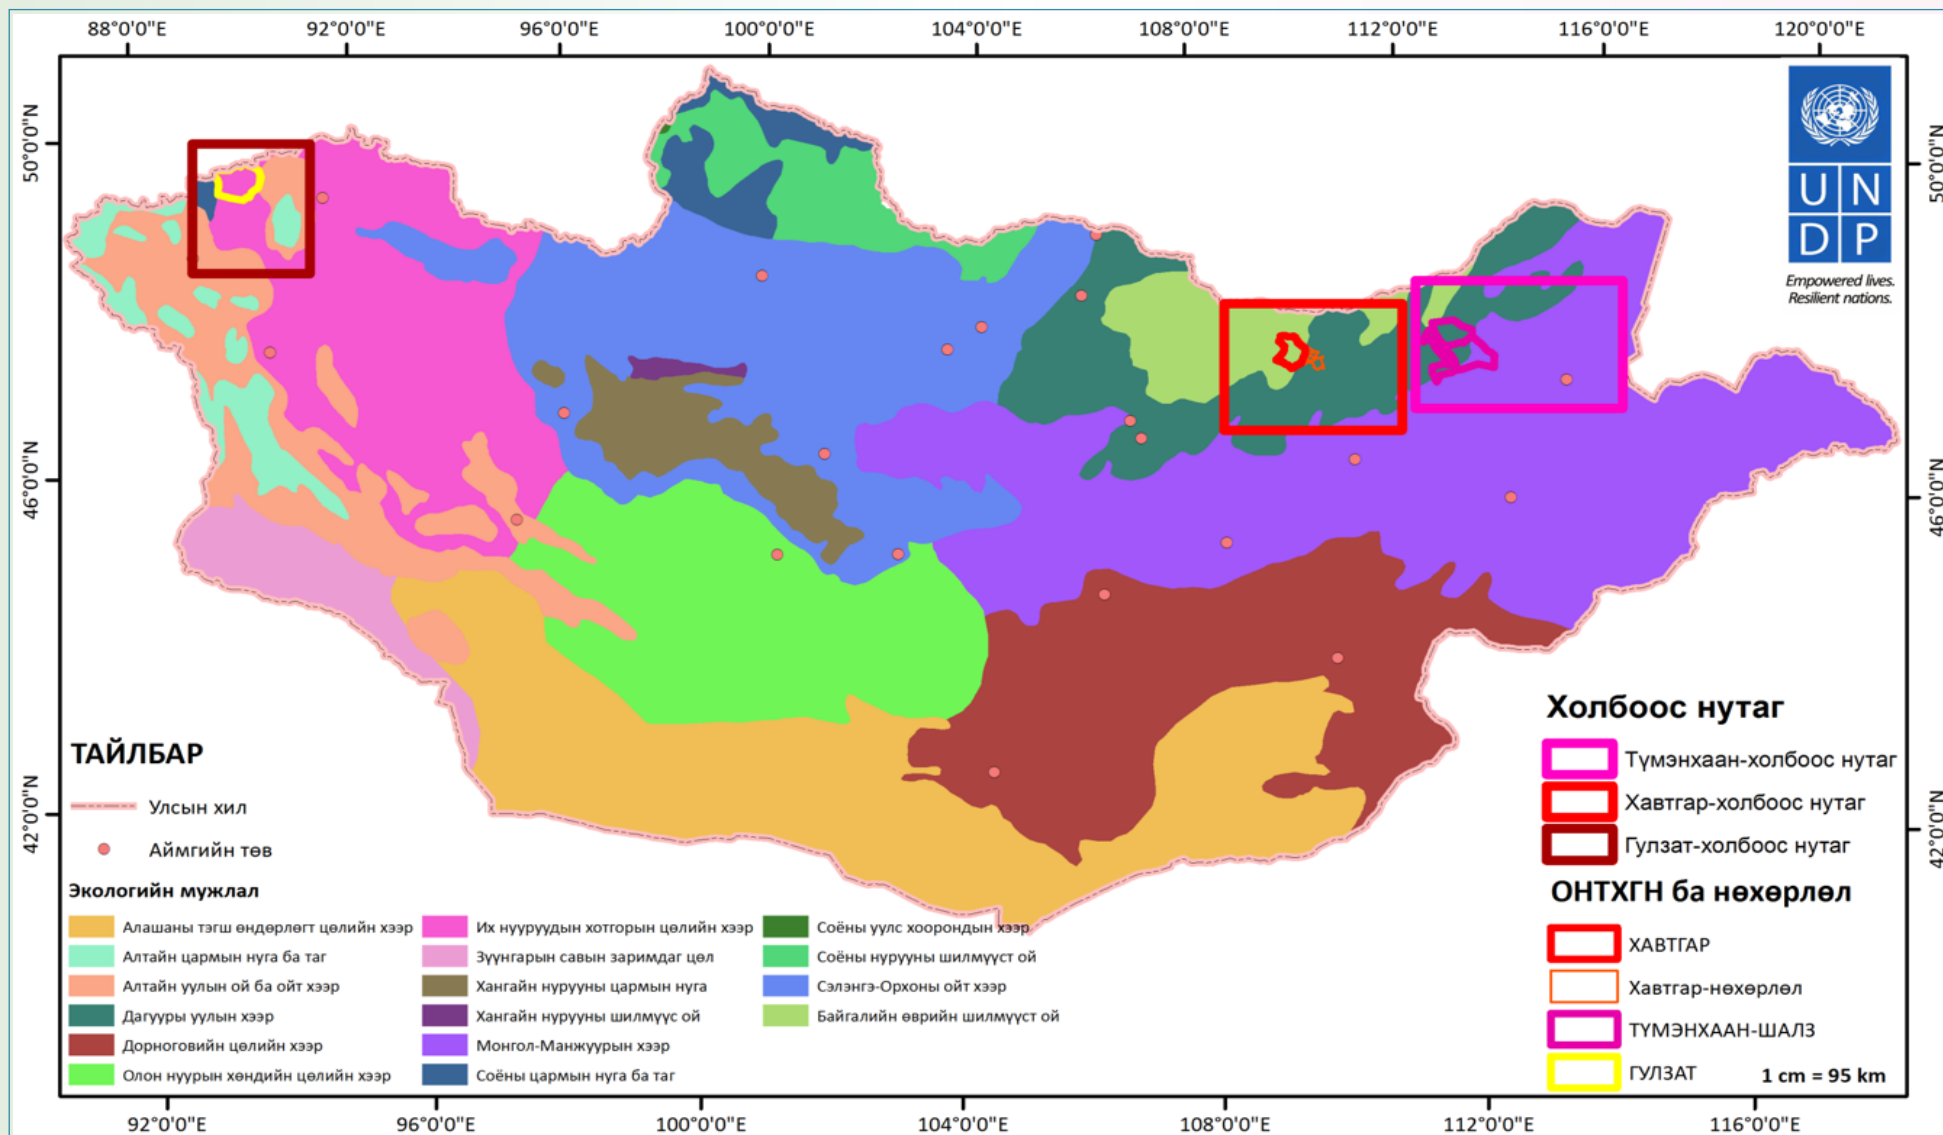 88°0'0"E 92°0'0"E 96°0'0"E 100°0'0"E 104°0'0"E 108°0'0"E 112°0'0"E 116°0'0"E 120°0'0"E
50°0'0"N
46°0'0"N
42°0'0"N
50°0'0"N
46°0'0"N
42°0'0"N
U N
D P
Empowered lives.
Resilient nations.
ТАЙЛБАР
Улсын хил
Аймгийн төв
Экологийн мужлал
Алашаны тэгш өндөрлөгт цөлийн хээр
Алтайн цармын нуга ба таг
Алтайн уулын ой ба ойт хээр
Дагууры уулын хээр
Дорноговийн цөлийн хээр
Олон нуурын хөндийн цөлийн хээр
Их нууруудын хотгорын цөлийн хээр
Зүүнгарын савын заримдаг цөл
Хангайн нурууны цармын нуга
Хангайн нурууны шилмүүс ой
Монгол-Манжуурын хээр
Соёны цармын нуга ба таг
Соёны уулс хоорондын хээр
Соёны нурууны шилмүүст ой
Сэлэнгэ-Орхоны ойт хээр
Байгалийн өврийн шилмүүст ой
Холбоос нутаг
Түмэнхаан-холбоос нутаг
Хавтгар-холбоос нутаг
Гулзат-холбоос нутаг
ОНТХГН ба нөхөрлөл
ХАВТГАР
Хавтгар-нөхөрлөл
ТҮМЭНХААН-ШАЛЗ
ГУЛЗАТ
1 cm = 95 km
92°0'0"E 96°0'0"E 100°0'0"E 104°0'0"E 108°0'0"E 112°0'0"E 116°0'0"E